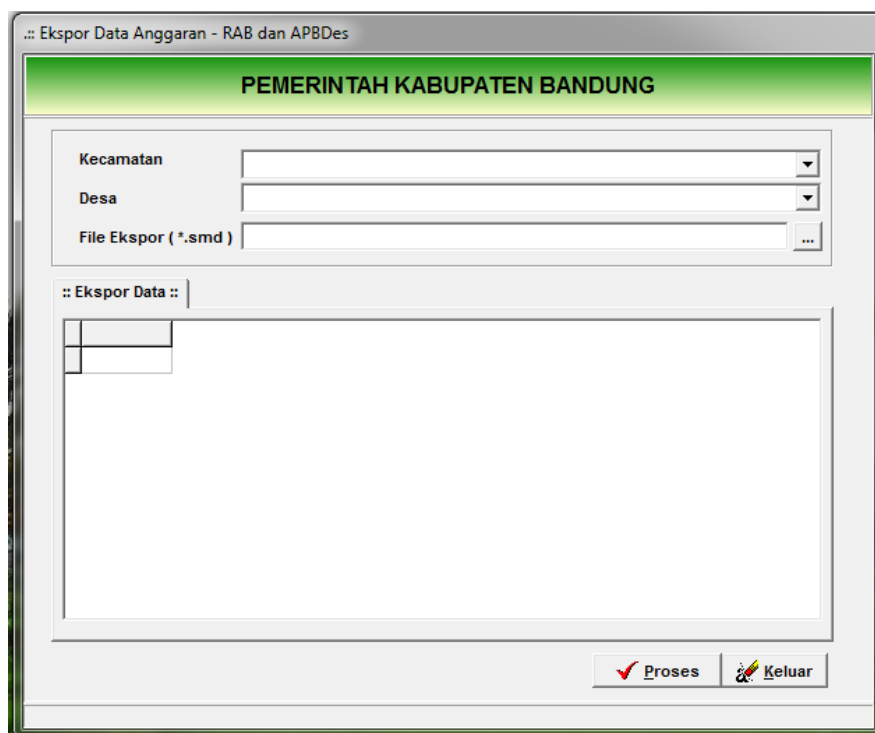 .:: Ekspor Data Anggaran - RAB dan APBDes
PEMERINTAH KABUPATEN BANDUNG
Kecamatan
Desa
File Ekspor ( *.smd )
...
:: Ekspor Data ::
Proses
Keluar